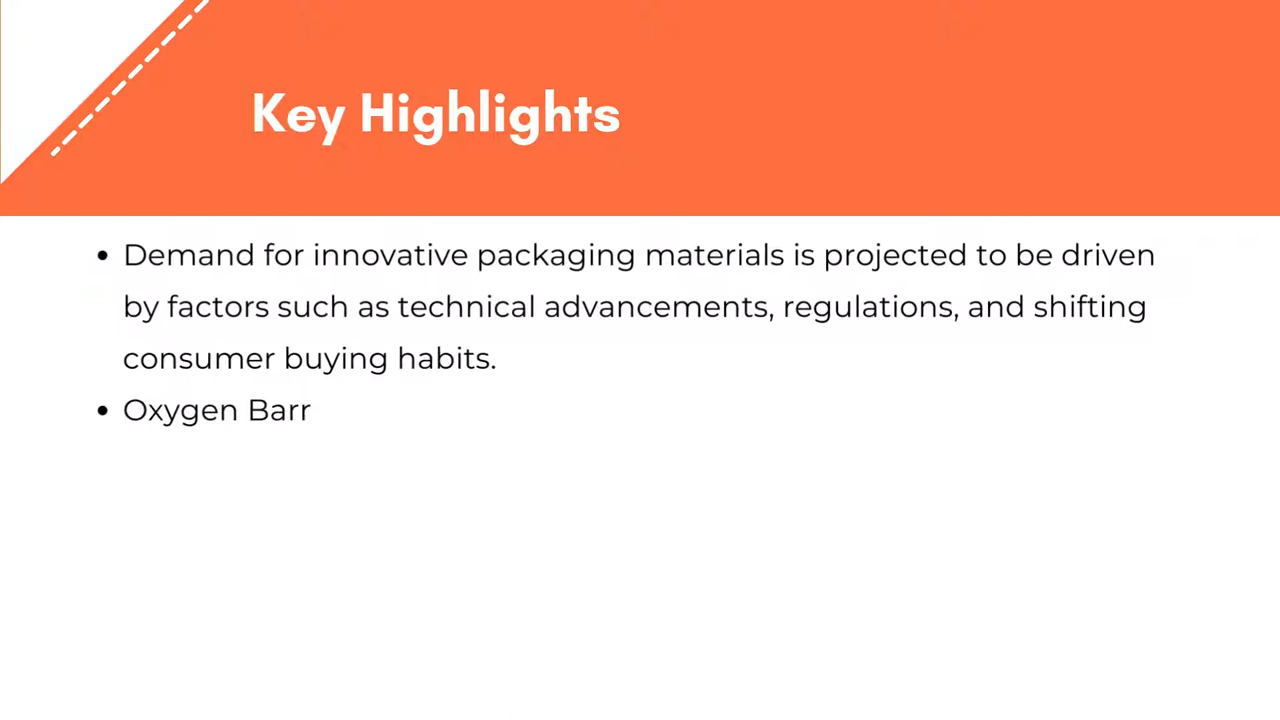 Key Highlights
• Demand for innovative packaging materials is projected to be driven
by factors such as technical advancements, regulations, and shifting
consumer buying habits.
• Oxygen Barr